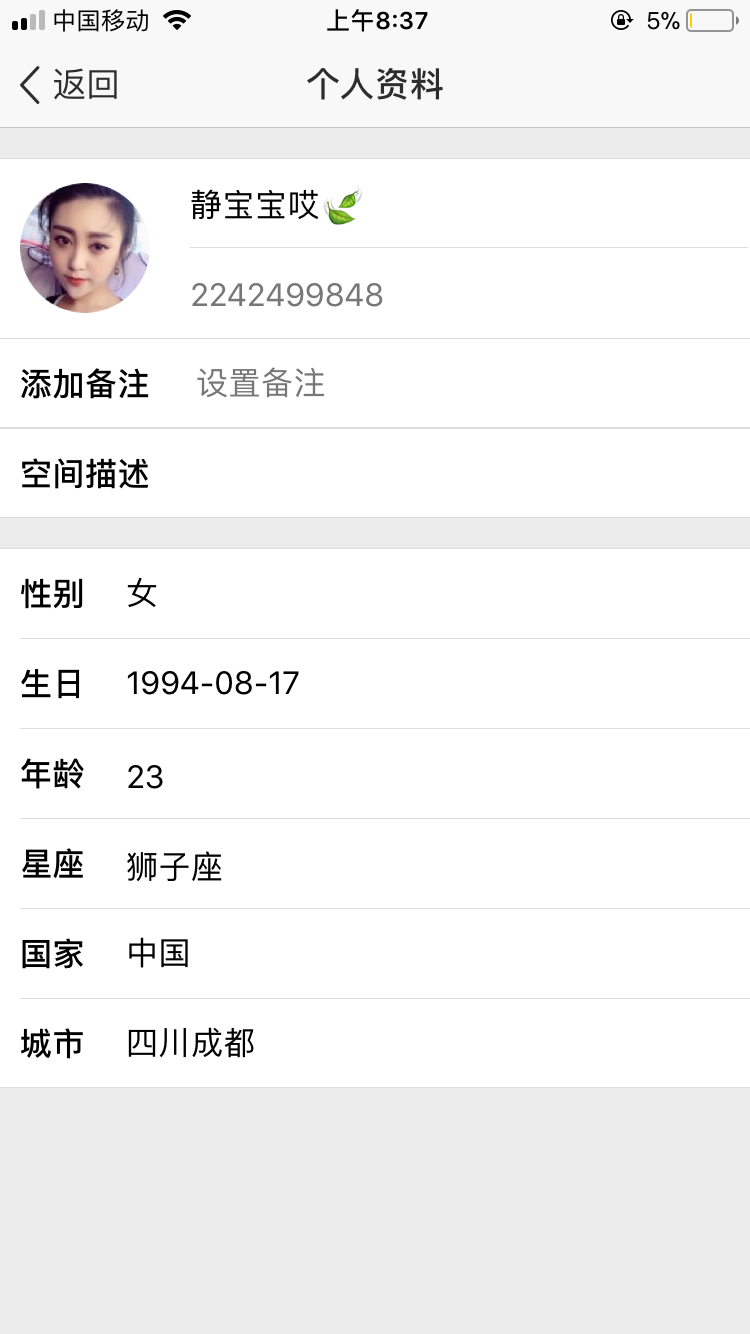 中国移动 上午8:37 5%
返回 个人资料
静宝宝哎🍃
2242499848
添加备注 设置备注
空间描述
性别 女
生日 1994-08-17
年龄 23
星座 狮子座
国家 中国
城市 四川成都